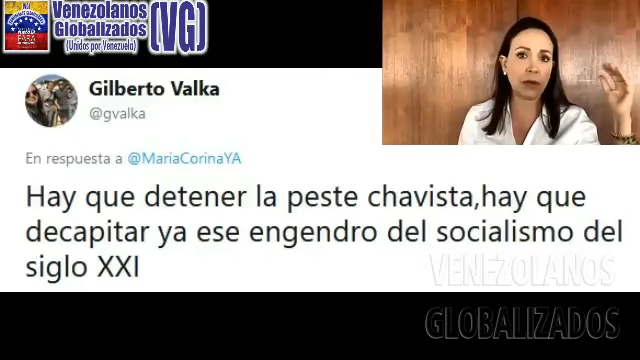 Venezolanos
Globalizados
(Unidos por Venezuela)
(VG)
Gilberto Valka
@gvalka
En respuesta a @MariaCorinaYA
Hay que detener la peste chavista,hay que
decapitar ya ese engendro del socialismo del
siglo XXI
VENEZOLANOS
GLOBALIZADOS